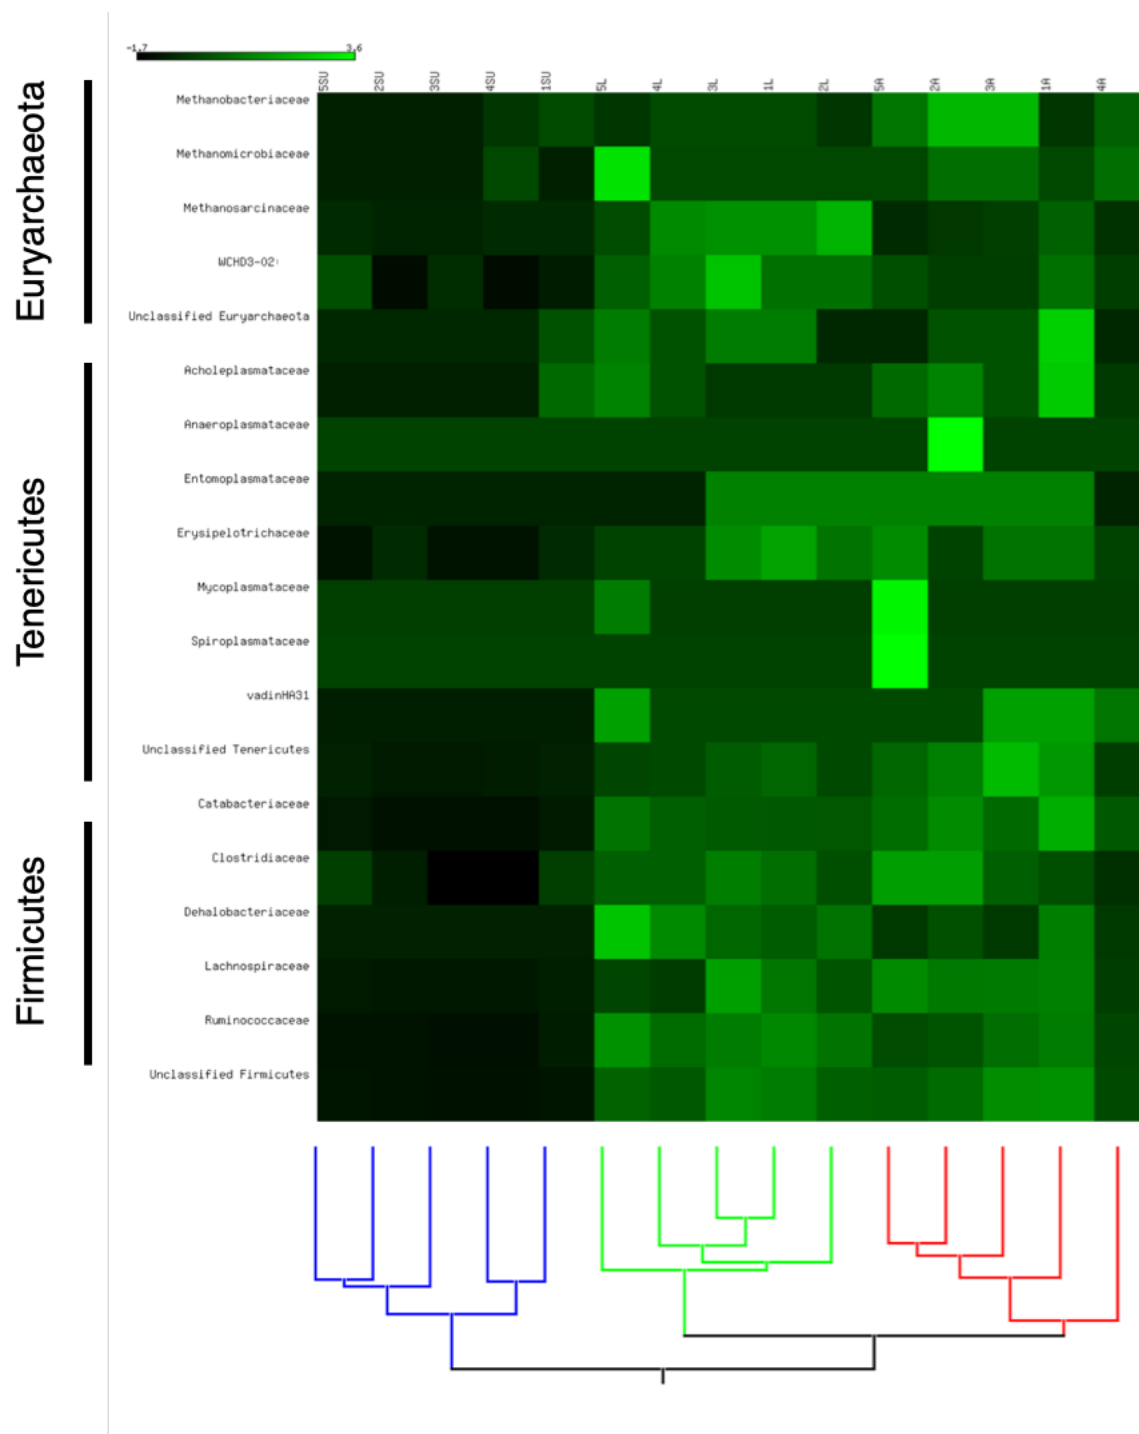 -1.7 3.6
5SU 2SU 3SU 4SU 1SU 5L 4L 3L 1L 2L 5A 2A 3A 1A 4A
Euryarchaeota
Methanobacteriaceae
Methanomicrobiaceae
Methanosarcinaceae
WCHD3-02
Unclassified Euryarchaeota
Tenericutes
Acholeplasmataceae
Anaeroplasmataceae
Entomoplasmataceae
Erysipelotrichaceae
Mycoplasmataceae
Spiroplasmataceae
vadinHA31
Unclassified Tenericutes
Firmicutes
Catabacteriaceae
Clostridiaceae
Dehalobacteriaceae
Lachnospiraceae
Ruminococcaceae
Unclassified Firmicutes